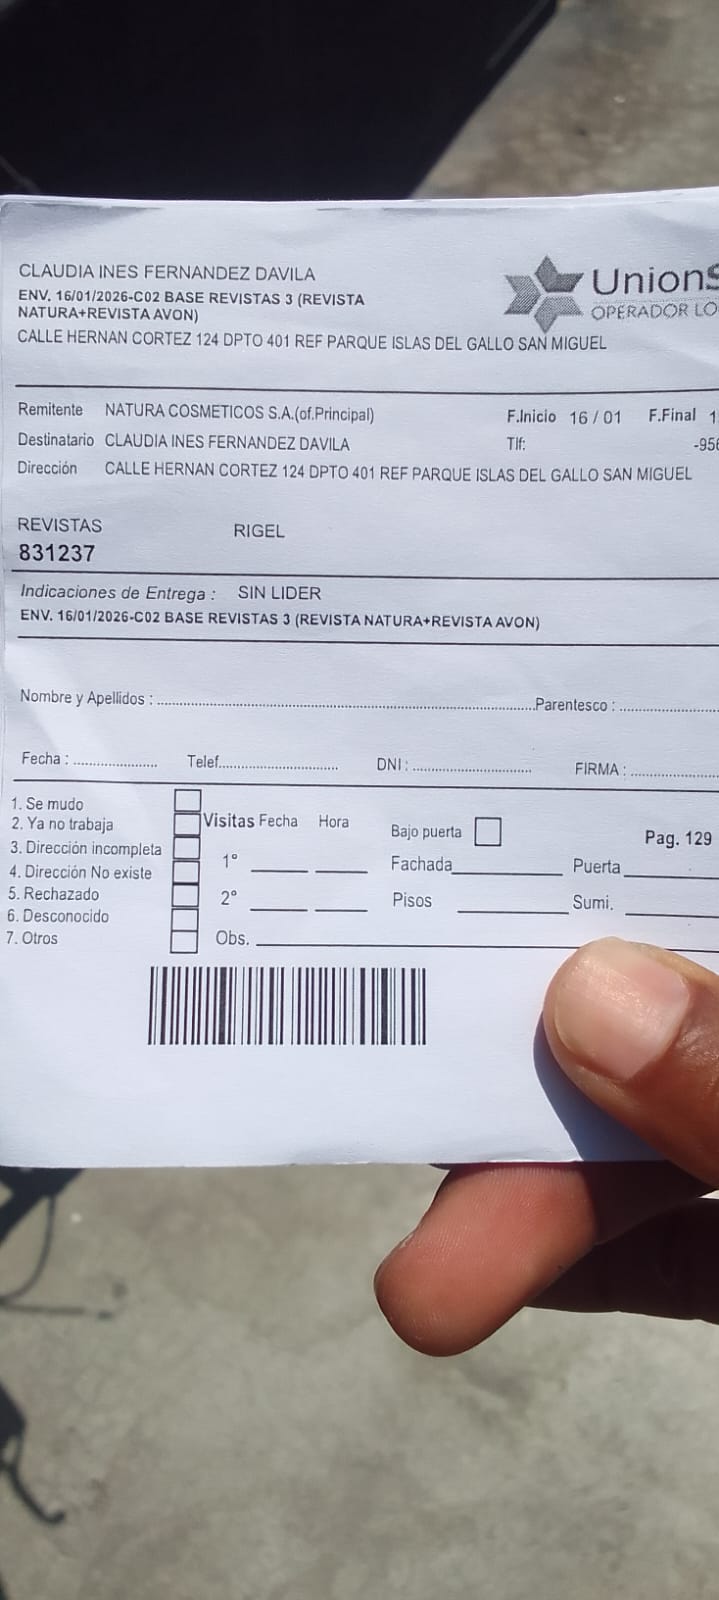 CLAUDIA INES FERNANDEZ DAVILA
ENV. 16/01/2026-C02 BASE REVISTAS 3 (REVISTA
NATURA+REVISTA AVON)
CALLE HERNAN CORTEZ 124 DPTO 401 REF PARQUE ISLAS DEL GALLO SAN MIGUEL
UnionS
OPERADOR LO
Remitente NATURA COSMETICOS S.A.(of.Principal) F.Inicio 16 / 01 F.Final 1
Destinatario CLAUDIA INES FERNANDEZ DAVILA Tlf: -956
Dirección CALLE HERNAN CORTEZ 124 DPTO 401 REF PARQUE ISLAS DEL GALLO SAN MIGUEL
REVISTAS RIGEL
831237
Indicaciones de Entrega : SIN LIDER
ENV. 16/01/2026-C02 BASE REVISTAS 3 (REVISTA NATURA+REVISTA AVON)
Nombre y Apellidos : Parentesco :
Fecha : Telef. DNI : FIRMA :
1. Se mudo
2. Ya no trabaja
3. Dirección incompleta
4. Dirección No existe
5. Rechazado
6. Desconocido
7. Otros
Visitas Fecha Hora
1°
2°
Obs.
Bajo puerta
Pag. 129
Fachada Puerta
Pisos Sumi.